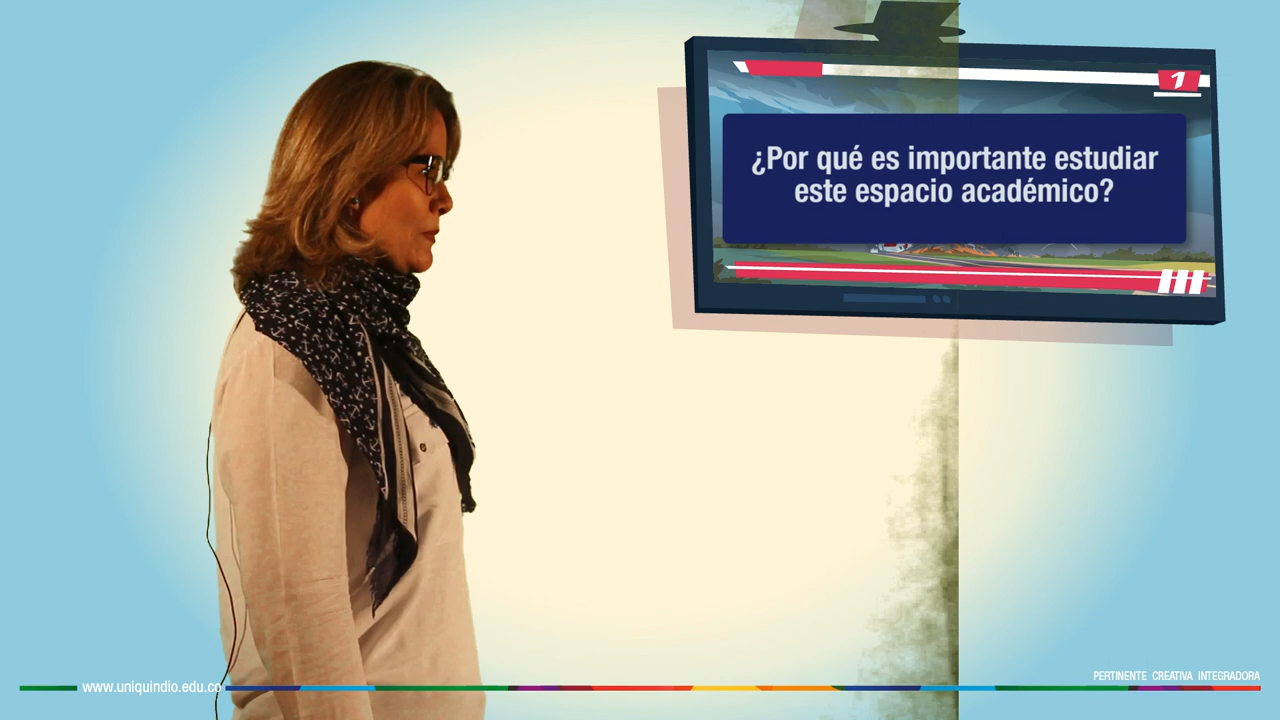 1
¿Por qué es importante estudiar
este espacio académico?
PERTINENTE CREATIVA INTEGRADORA
www.uniquindio.edu.co